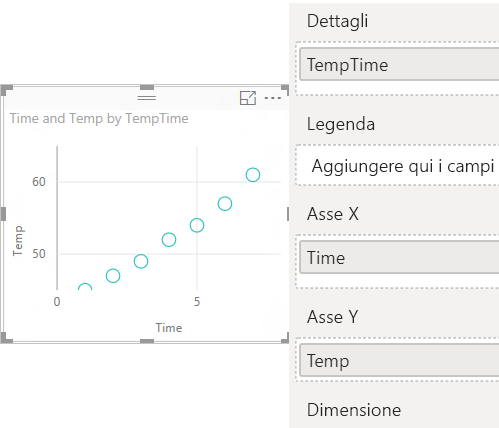 Time and Temp by TempTime
60
50
Temp
0
5
Time
Dettagli
TempTime
Legenda
Aggiungere qui i campi
Asse X
Time
Asse Y
Temp
Dimensione